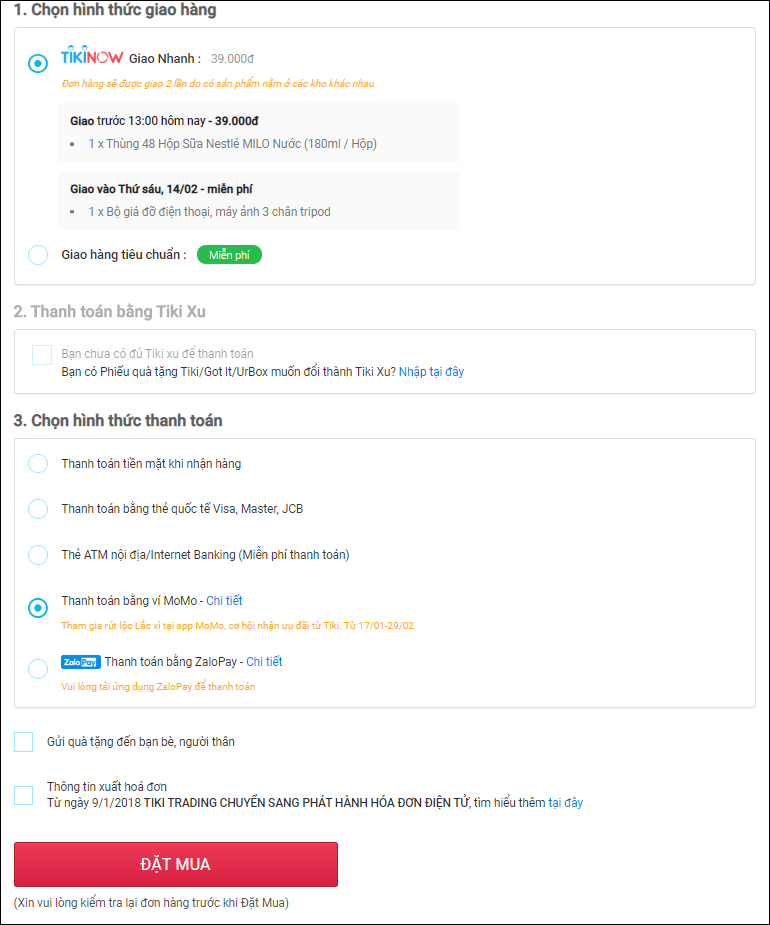 1. Chọn hình thức giao hàng
TIKINOW Giao Nhanh : 39.000đ
Đơn hàng sẽ được giao 2 lần do có sản phẩm nằm ở các kho khác nhau
Giao trước 13:00 hôm nay - 39.000đ
1 x Thùng 48 Hộp Sữa Nestlé MILO Nước (180ml / Hộp)
Giao vào Thứ sáu, 14/02 - miễn phí
1 x Bộ giá đỡ điện thoại, máy ảnh 3 chân tripod
Giao hàng tiêu chuẩn : Miễn phí
2. Thanh toán bằng Tiki Xu
Bạn chưa có đủ Tiki xu để thanh toán
Bạn có Phiếu quà tặng Tiki/Got It/UrBox muốn đổi thành Tiki Xu? Nhập tại đây
3. Chọn hình thức thanh toán
Thanh toán tiền mặt khi nhận hàng
Thanh toán bằng thẻ quốc tế Visa, Master, JCB
Thẻ ATM nội địa/Internet Banking (Miễn phí thanh toán)
Thanh toán bằng ví MoMo - Chi tiết
Tham gia rút lộc Lắc xì tại app MoMo, cơ hội nhận ưu đãi từ Tiki. Từ 17/01-29/02
Zalo Pay Thanh toán bằng ZaloPay - Chi tiết
Vui lòng tải ứng dụng ZaloPay để thanh toán
Gửi quà tặng đến bạn bè, người thân
Thông tin xuất hoá đơn
Từ ngày 9/1/2018 TIKI TRADING CHUYỂN SANG PHÁT HÀNH HÓA ĐƠN ĐIỆN TỬ, tìm hiểu thêm tại đây
ĐẶT MUA
(Xin vui lòng kiểm tra lại đơn hàng trước khi Đặt Mua)